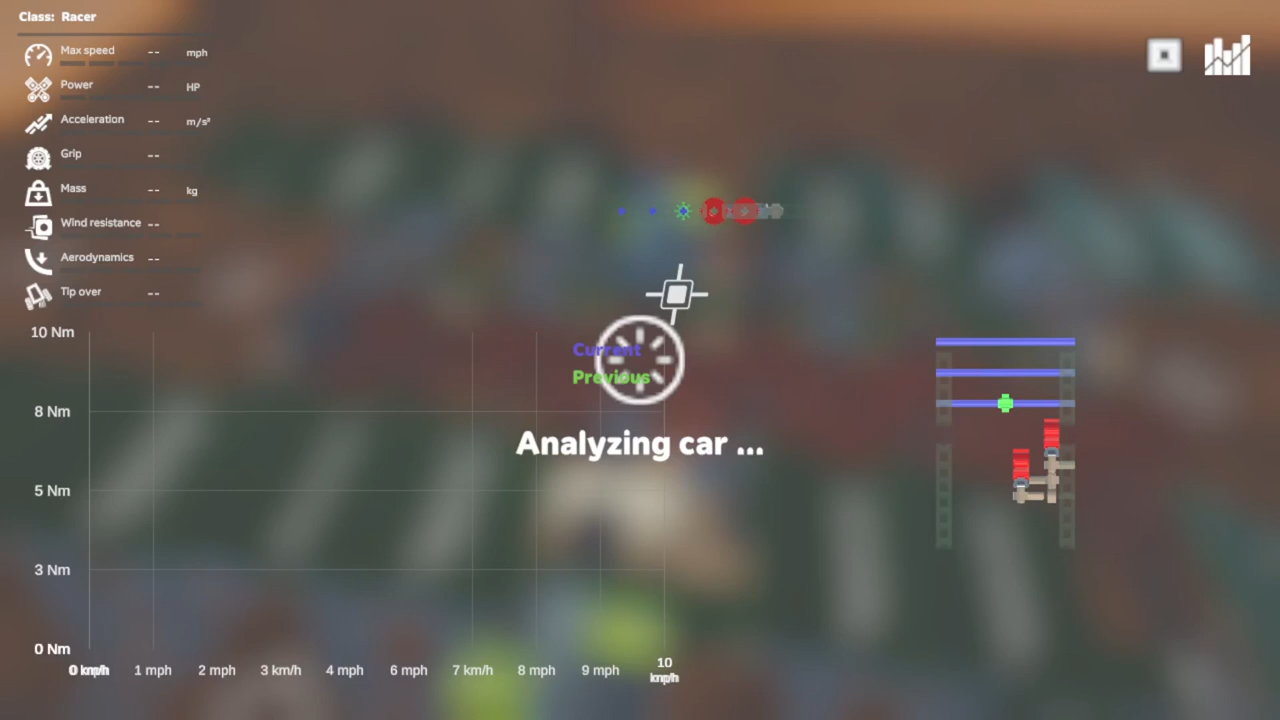 Class: Racer
Max speed -- mph
Power -- HP
Acceleration -- m/s²
Grip --
Mass -- kg
Wind resistance --
Aerodynamics --
Tip over --
10 Nm
8 Nm
5 Nm
3 Nm
0 Nm
Current
Previous
Analyzing car ...
1 mph 2 mph 3 km/h 4 mph 6 mph 7 km/h 8 mph 9 mph 10